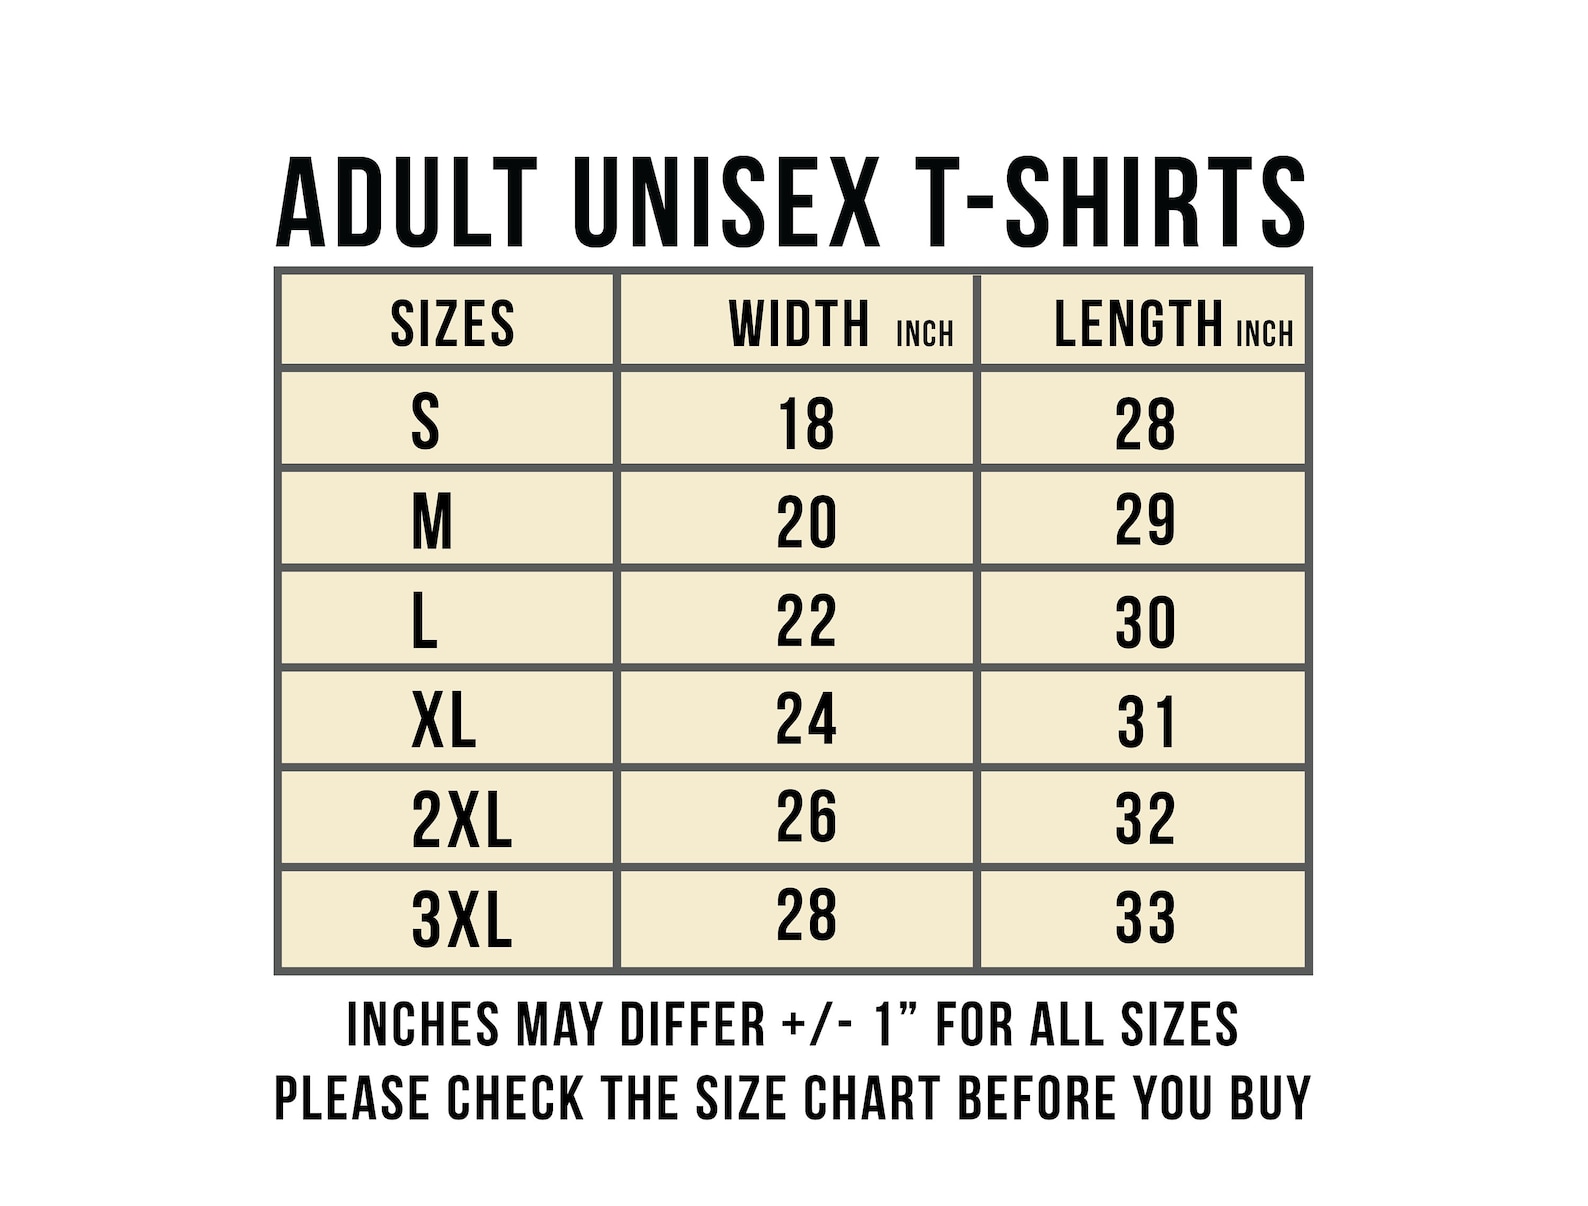 ADULT UNISEX T-SHIRTS
SIZES WIDTH INCH LENGTH INCH
S 18 28
M 20 29
L 22 30
XL 24 31
2XL 26 32
3XL 28 33
INCHES MAY DIFFER +/- 1” FOR ALL SIZES
PLEASE CHECK THE SIZE CHART BEFORE YOU BUY